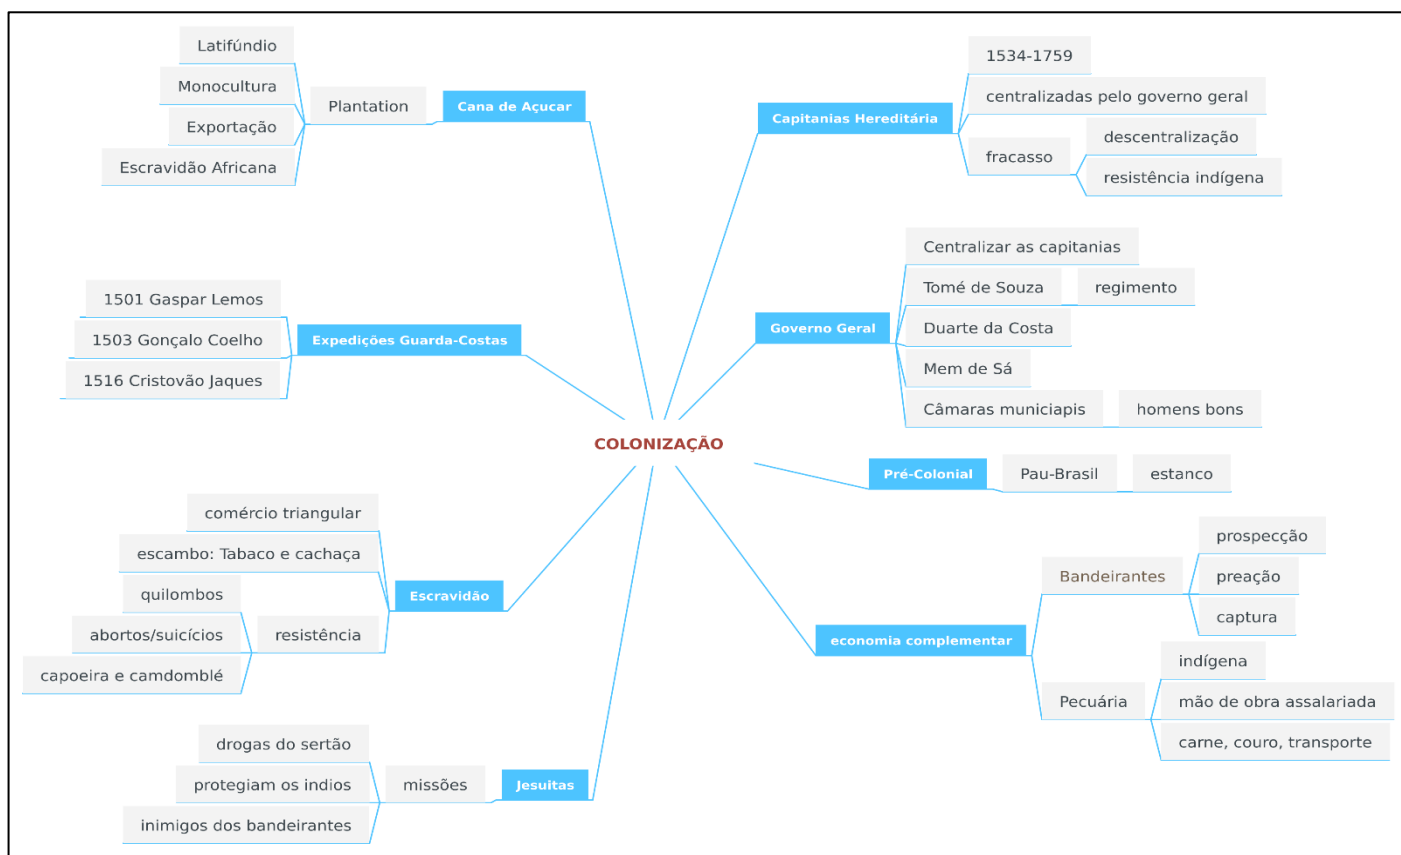 COLONIZAÇÃO
Cana de Açucar
Plantation
Latifúndio
Monocultura
Exportação
Escravidão Africana
Expedições Guarda-Costas
1501 Gaspar Lemos
1503 Gonçalo Coelho
1516 Cristovão Jaques
Escravidão
comércio triangular
escambo: Tabaco e cachaça
resistência
quilombos
abortos/suicícios
capoeira e camdomblé
Jesuitas
missões
drogas do sertão
protegiam os indios
inimigos dos bandeirantes
Capitanias Hereditária
1534-1759
centralizadas pelo governo geral
fracasso
descentralização
resistência indígena
Governo Geral
Centralizar as capitanias
Tomé de Souza
regimento
Duarte da Costa
Mem de Sá
Câmaras municiapis
homens bons
Pré-Colonial
Pau-Brasil
estanco
economia complementar
Bandeirantes
prospecção
preação
captura
Pecuária
indígena
mão de obra assalariada
carne, couro, transporte